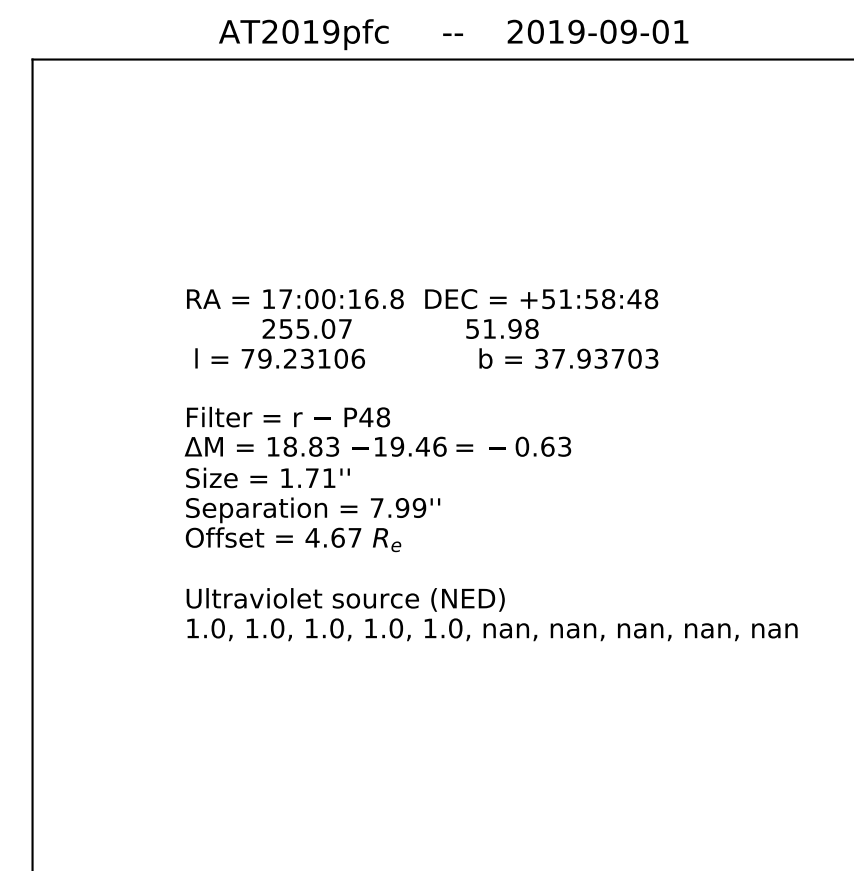 AT2019pfc -- 2019-09-01
RA = 17:00:16.8 DEC = +51:58:48
255.07 51.98
l = 79.23106 b = 37.93703
Filter = r − P48
ΔM = 18.83 −19.46 = − 0.63
Size = 1.71''
Separation = 7.99''
Offset = 4.67 Re
Ultraviolet source (NED)
1.0, 1.0, 1.0, 1.0, 1.0, nan, nan, nan, nan, nan